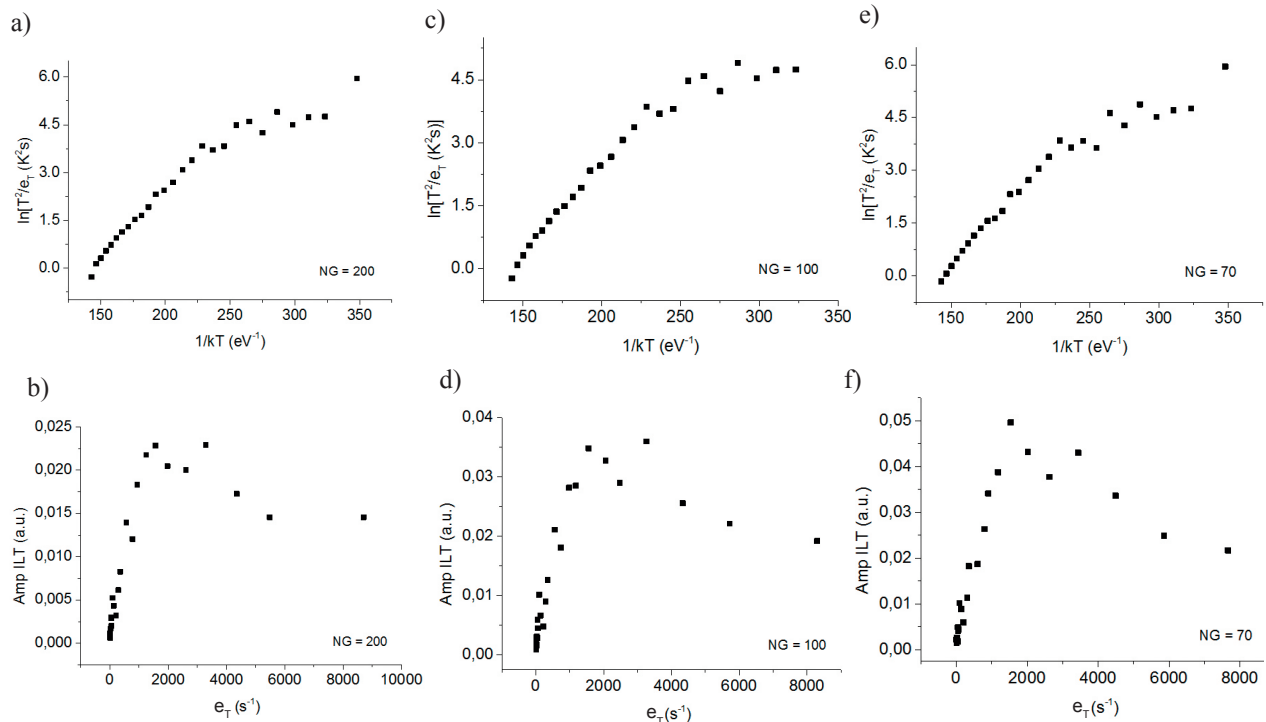 a)
6.0
4.5
3.0
1.5
0.0
150 200 250 300 350
ln[T²/e_T (K²s)
NG = 200
1/kT (eV⁻¹)
c)
4.5
3.0
1.5
0.0
150 200 250 300
ln[T²/e_T (K²s)]
NG = 100
1/kT (eV⁻¹)
e)
6.0
4.5
3.0
1.5
0.0
150 200 250 300 350
ln[T²/e_T (K²s)
NG = 70
1/kT (eV⁻¹)
b)
0,025
0,020
0,015
0,010
0,005
0,000
0 2000 4000 6000 8000 10000
Amp ILT (a.u.)
NG = 200
e_T (s⁻¹)
d)
0,04
0,03
0,02
0,01
0,00
0 2000 4000 6000 8000
Amp ILT (a.u.)
NG = 100
e_T(s⁻¹)
f)
0,05
0,04
0,03
0,02
0,01
0,00
0 2000 4000 6000 8000
Amp ILT (a.u.)
NG = 70
e_T (s⁻¹)